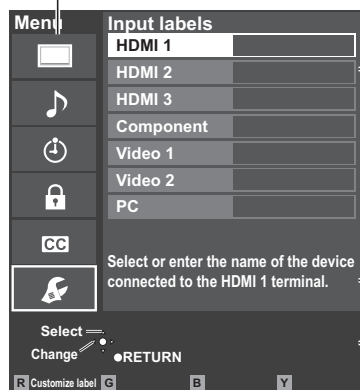 Menu
Input labels
HDMI 1
HDMI 2
HDMI 3
Component
Video 1
Video 2
PC
CC
Select or enter the name of the device
connected to the HDMI 1 terminal.
Select
Change
RETURN
R Customize label G B Y